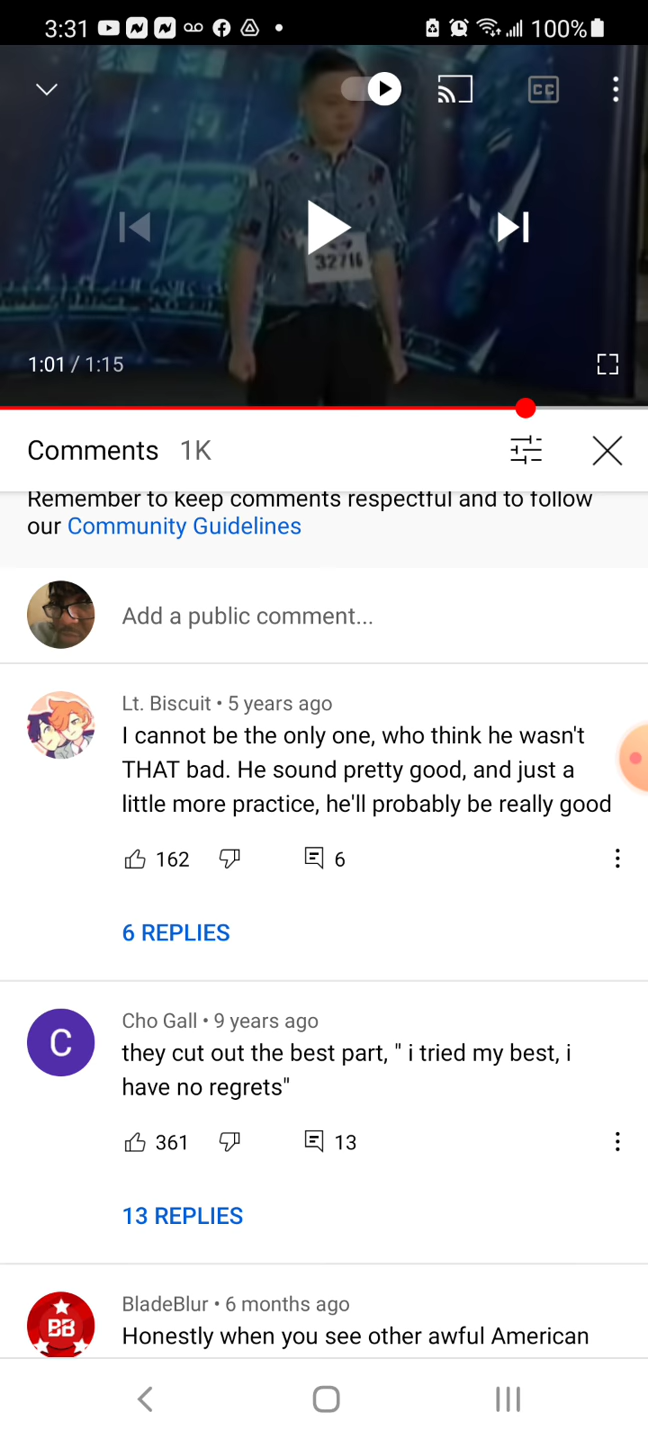 3:31
100%
CC
32716
1:01 / 1:15
Comments 1K
Remember to keep comments respectful and to follow
our Community Guidelines
Add a public comment...
Lt. Biscuit • 5 years ago
I cannot be the only one, who think he wasn't
THAT bad. He sound pretty good, and just a
little more practice, he'll probably be really good
162
6
6 REPLIES
C
Cho Gall • 9 years ago
they cut out the best part, " i tried my best, i
have no regrets"
361
13
13 REPLIES
BB
BladeBlur • 6 months ago
Honestly when you see other awful American